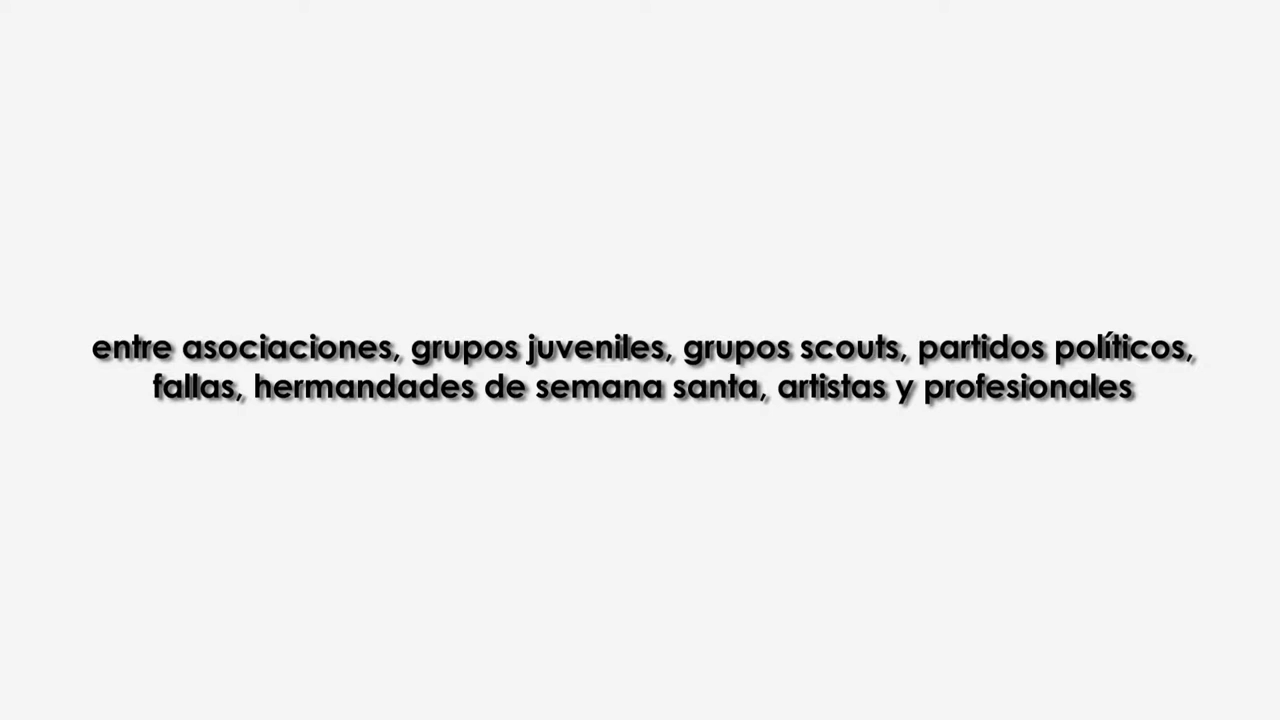 entre asociaciones, grupos juveniles, grupos scouts, partidos políticos,
fallas, hermandades de semana santa, artistas y profesionales